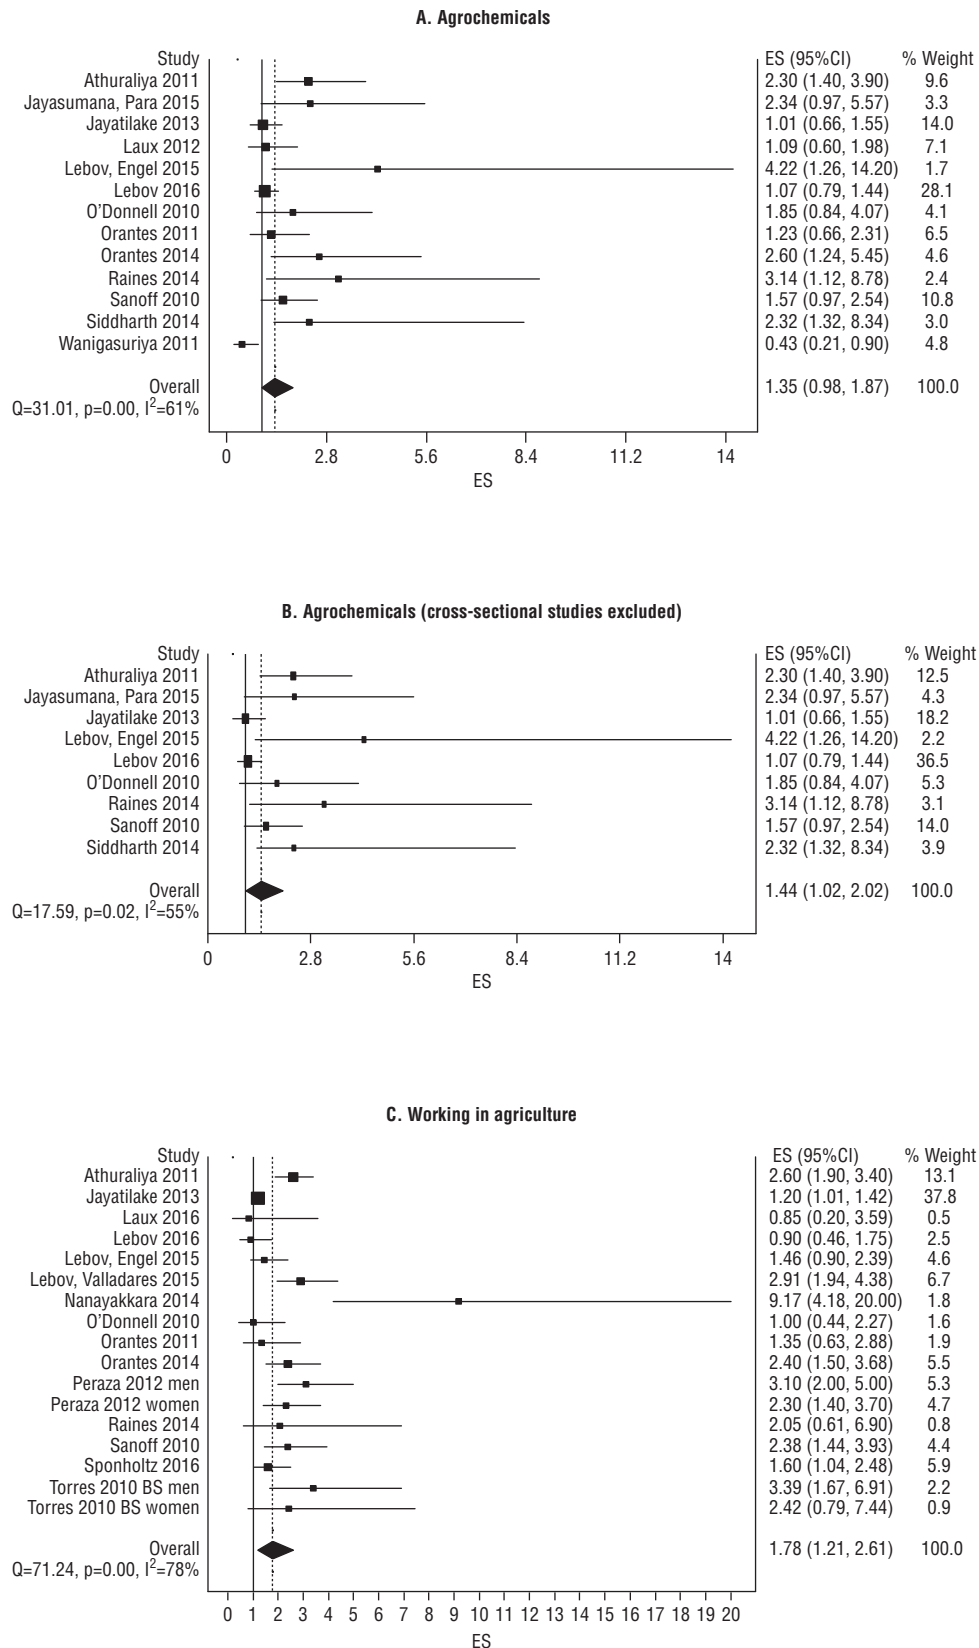 A. Agrochemicals
Study ES (95%CI) % Weight
Athuraliya 2011 2.30 (1.40, 3.90) 9.6
Jayasumana, Para 2015 2.34 (0.97, 5.57) 3.3
Jayatilake 2013 1.01 (0.66, 1.55) 14.0
Laux 2012 1.09 (0.60, 1.98) 7.1
Lebov, Engel 2015 4.22 (1.26, 14.20) 1.7
Lebov 2016 1.07 (0.79, 1.44) 28.1
O’Donnell 2010 1.85 (0.84, 4.07) 4.1
Orantes 2011 1.23 (0.66, 2.31) 6.5
Orantes 2014 2.60 (1.24, 5.45) 4.6
Raines 2014 3.14 (1.12, 8.78) 2.4
Sanoff 2010 1.57 (0.97, 2.54) 10.8
Siddharth 2014 2.32 (1.32, 8.34) 3.0
Wanigasuriya 2011 0.43 (0.21, 0.90) 4.8
Overall 1.35 (0.98, 1.87) 100.0
Q=31.01, p=0.00, I²=61%
0 2.8 5.6 8.4 11.2 14
ES
B. Agrochemicals (cross-sectional studies excluded)
Study ES (95%CI) % Weight
Athuraliya 2011 2.30 (1.40, 3.90) 12.5
Jayasumana, Para 2015 2.34 (0.97, 5.57) 4.3
Jayatilake 2013 1.01 (0.66, 1.55) 18.2
Lebov, Engel 2015 4.22 (1.26, 14.20) 2.2
Lebov 2016 1.07 (0.79, 1.44) 36.5
O’Donnell 2010 1.85 (0.84, 4.07) 5.3
Raines 2014 3.14 (1.12, 8.78) 3.1
Sanoff 2010 1.57 (0.97, 2.54) 14.0
Siddharth 2014 2.32 (1.32, 8.34) 3.9
Overall 1.44 (1.02, 2.02) 100.0
Q=17.59, p=0.02, I²=55%
0 2.8 5.6 8.4 11.2 14
ES
C. Working in agriculture
Study ES (95%CI) % Weight
Athuraliya 2011 2.60 (1.90, 3.40) 13.1
Jayatilake 2013 1.20 (1.01, 1.42) 37.8
Laux 2016 0.85 (0.20, 3.59) 0.5
Lebov 2016 0.90 (0.46, 1.75) 2.5
Lebov, Engel 2015 1.46 (0.90, 2.39) 4.6
Lebov, Valladares 2015 2.91 (1.94, 4.38) 6.7
Nanayakkara 2014 9.17 (4.18, 20.00) 1.8
O’Donnell 2010 1.00 (0.44, 2.27) 1.6
Orantes 2011 1.35 (0.63, 2.88) 1.9
Orantes 2014 2.40 (1.50, 3.68) 5.5
Peraza 2012 men 3.10 (2.00, 5.00) 5.3
Peraza 2012 women 2.30 (1.40, 3.70) 4.7
Raines 2014 2.05 (0.61, 6.90) 0.8
Sanoff 2010 2.38 (1.44, 3.93) 4.4
Sponholtz 2016 1.60 (1.04, 2.48) 5.9
Torres 2010 BS men 3.39 (1.67, 6.91) 2.2
Torres 2010 BS women 2.42 (0.79, 7.44) 0.9
Overall 1.78 (1.21, 2.61) 100.0
Q=71.24, p=0.00, I²=78%
0 1 2 3 4 5 6 7 8 9 10 11 12 13 14 15 16 17 18 19 20
ES